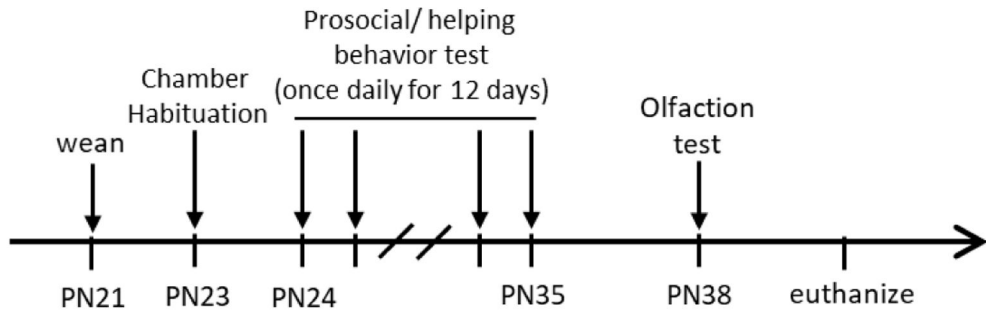 Prosocial/ helping
behavior test
(once daily for 12 days)
Chamber
Habituation
wean
Olfaction
test
PN21
PN23
PN24
PN35
PN38
euthanize